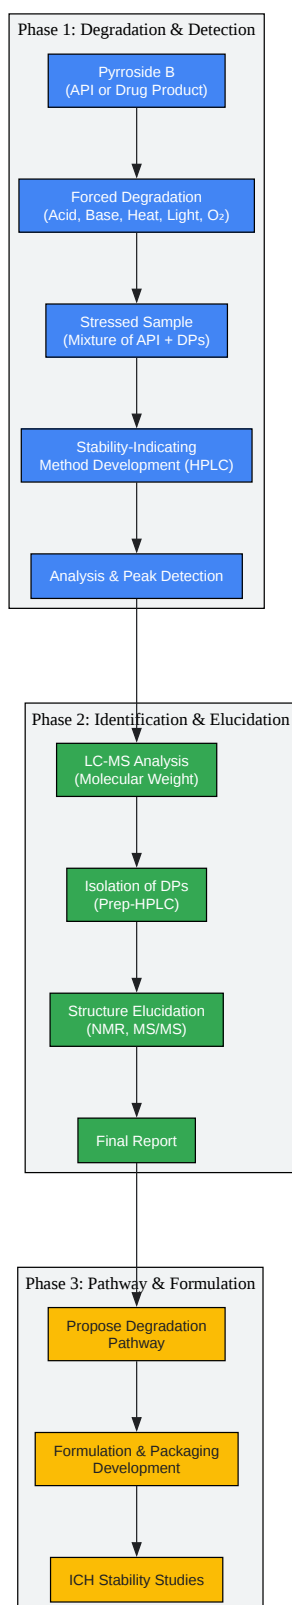 Phase 1: Degradation & Detection
Pyrroside B
(API or Drug Product)
Forced Degradation
(Acid, Base, Heat, Light, O₂)
Stressed Sample
(Mixture of API + DPs)
Stability-Indicating
Method Development (HPLC)
Analysis & Peak Detection
Phase 2: Identification & Elucidation
LC-MS Analysis
(Molecular Weight)
Isolation of DPs
(Prep-HPLC)
Structure Elucidation
(NMR, MS/MS)
Final Report
Phase 3: Pathway & Formulation
Propose Degradation
Pathway
Formulation & Packaging
Development
ICH Stability Studies